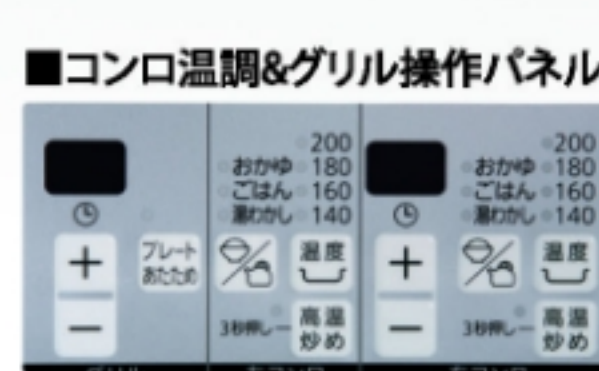 ■コンロ温調&グリル操作パネル
200
おかゆ 180
ごはん 160
湯わかし 140
+
プレート
あたため
温度
−
3秒押し
高温
炒め
200
おかゆ 180
ごはん 160
湯わかし 140
+
温度
−
3秒押し
高温
炒め